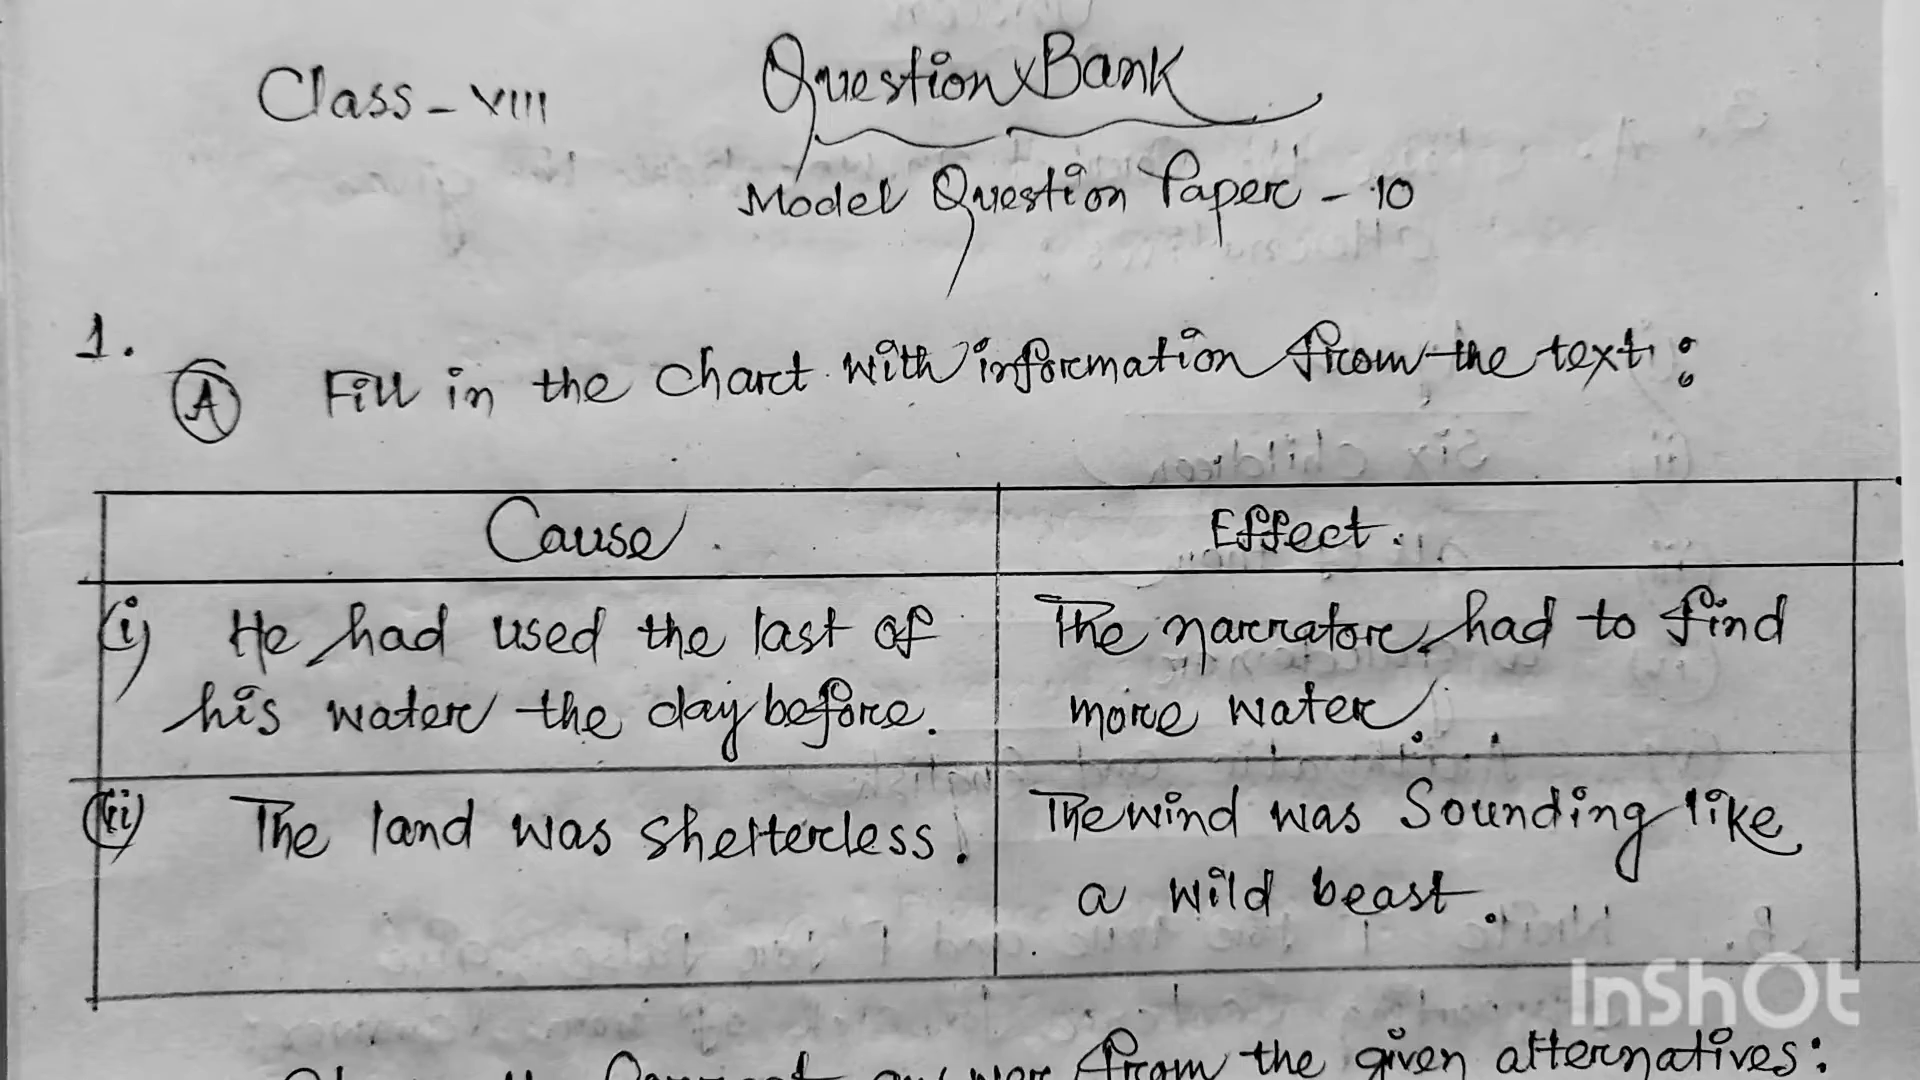 Class - VIII
Question Bank
Model Question Paper - 10
1.
(A) Fill in the chart with information from the text:
Cause
Effect.
(i) He had used the last of his water the day before.
The narrator had to find more water.
(ii) The land was shelterless.
The wind was Sounding like a wild beast.
from the given alternatives:
InShOt